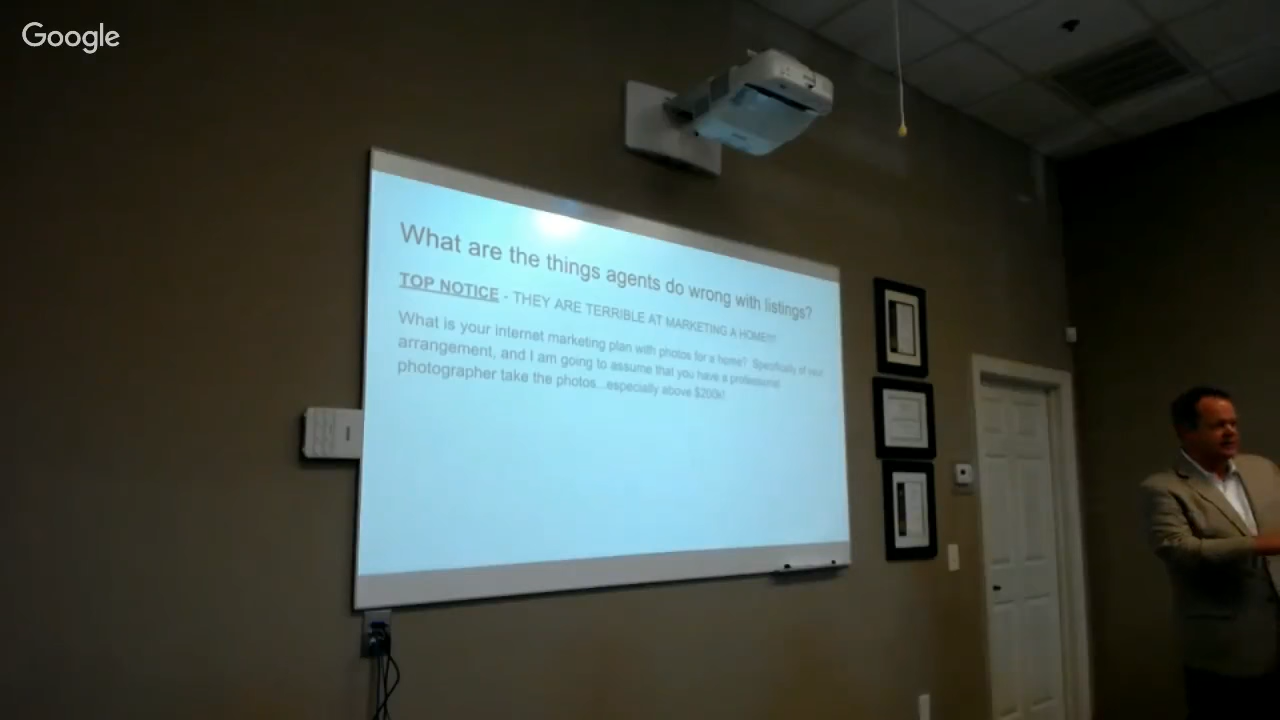 Google
What are the things agents do wrong with listings?
TOP NOTICE - THEY ARE TERRIBLE AT MARKETING A HOME!!!
What is your internet marketing plan with photos for a home? Specifically of your
arrangement, and I am going to assume that you have a professional
photographer take the photos...especially above $200k!